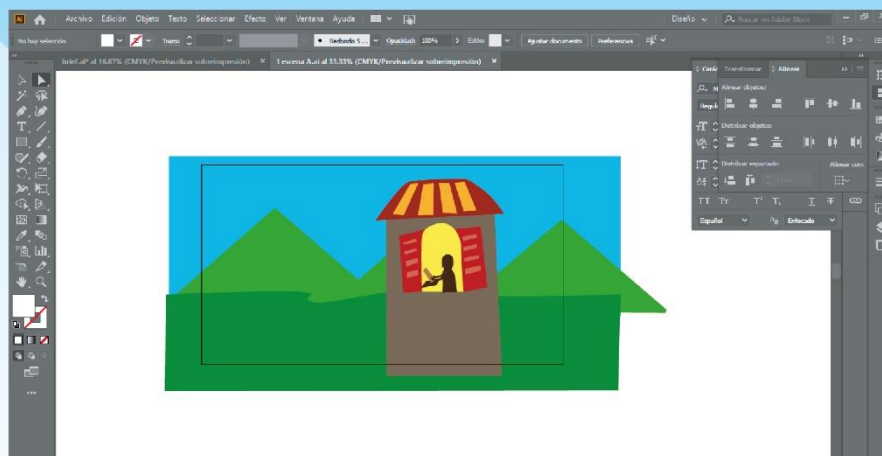 Ai Archivo Edición Objeto Texto Seleccionar Efecto Ver Ventana Ayuda Diseño Buscar en Adobe Stock
No hay selección Trazo: Redondo 5 ... Opacidad: 100% Estilo: Ajustar documento Preferencias
brief.ai* al 16.67% (CMYK/Previsualizar sobreimpresión) × 1 escena A.ai al 33.33% (CMYK/Previsualizar sobreimpresión) ×
Transformar Alinear
Alinear objetos:
Regula
Distribuir objetos:
Distribuir espaciado:
Español Enfocado